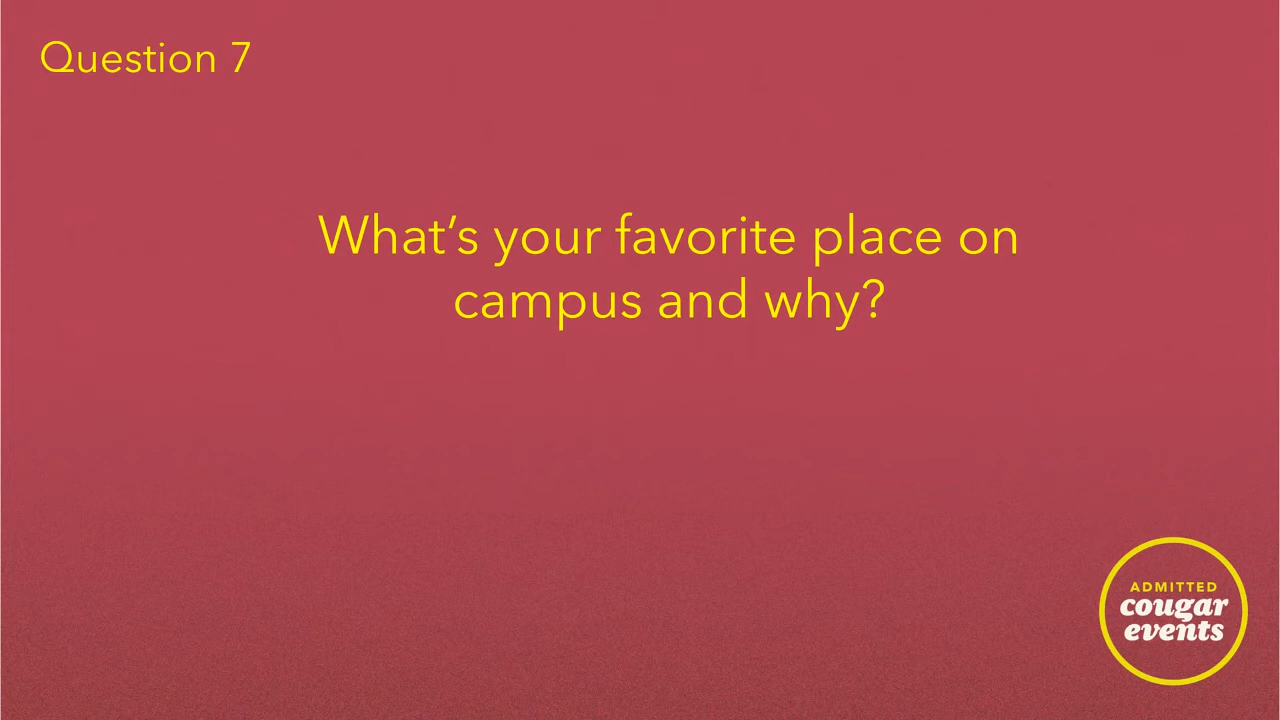 Question 7
What’s your favorite place on
campus and why?
ADMITTED
cougar
events